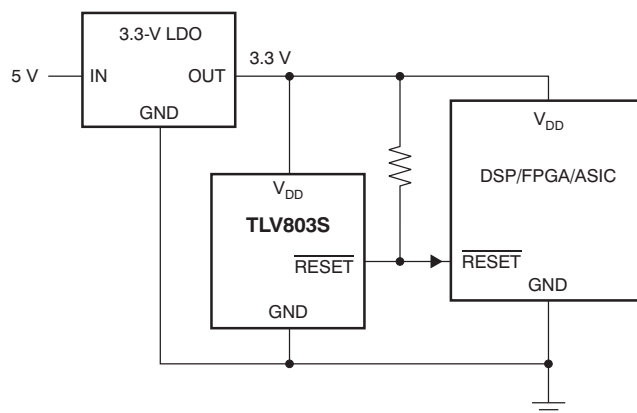 3.3-V LDO
5 V
IN
OUT
3.3 V
GND
V_DD
DSP/FPGA/ASIC
V_DD
TLV803S
RESET
RESET
GND
GND